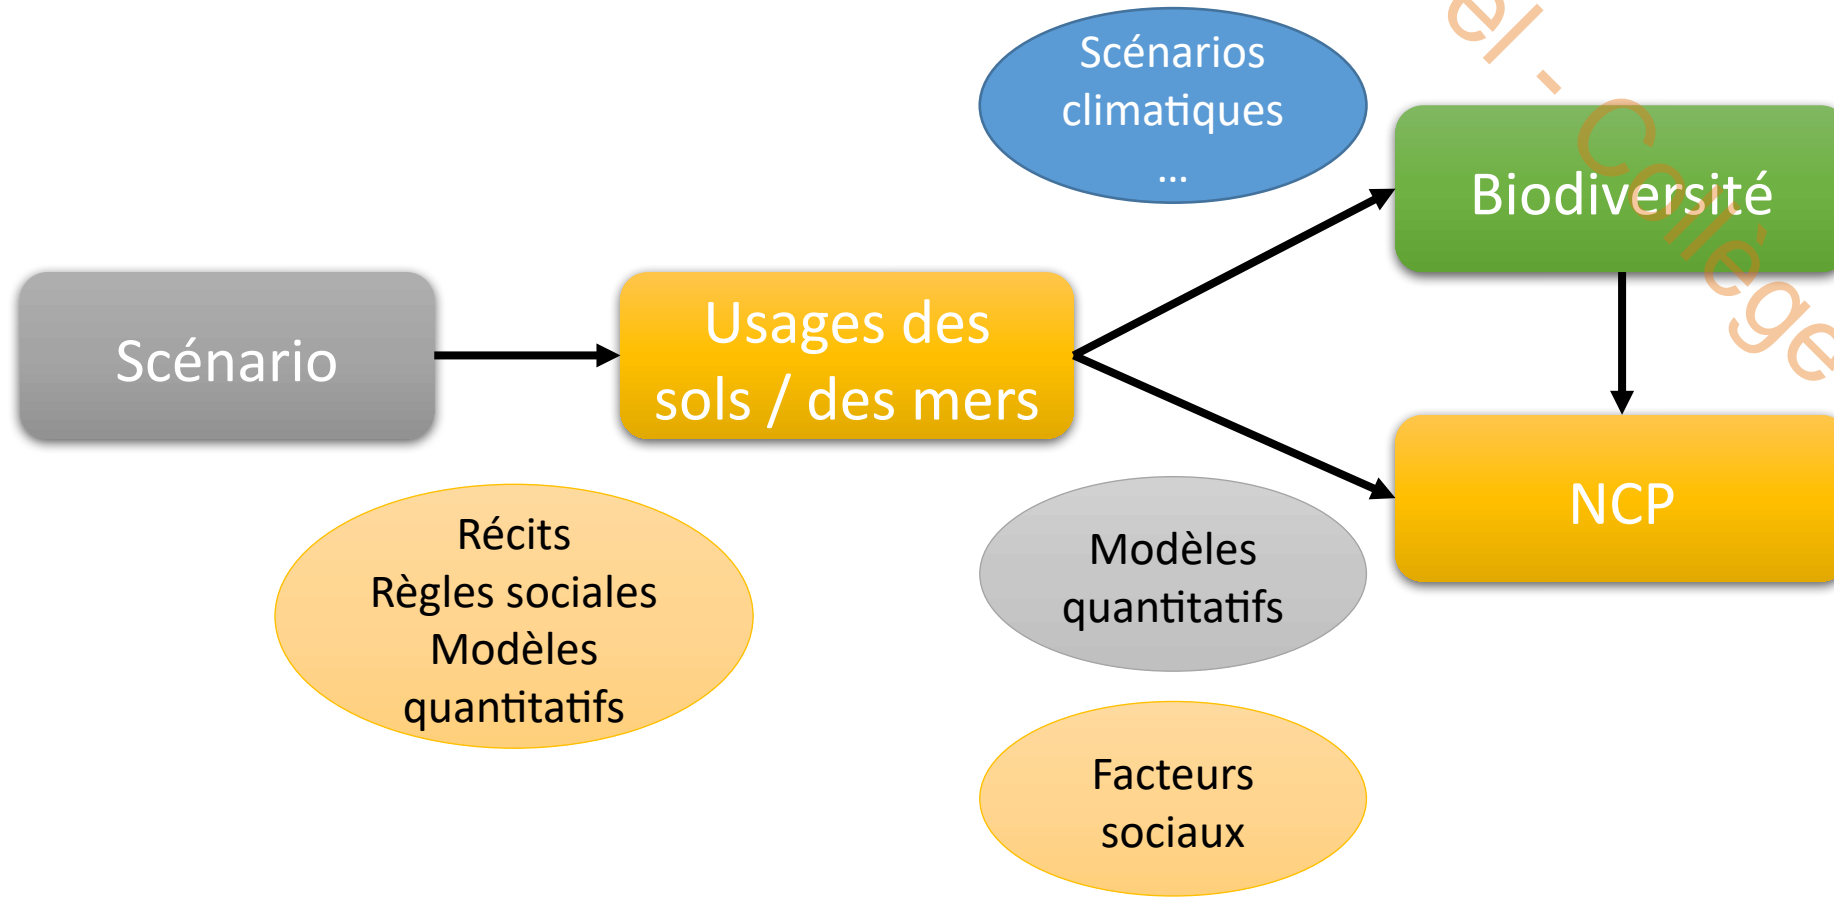 Scénarios
climatiques
...
Biodiversité
Scénario
Usages des
sols / des mers
NCP
Récits
Règles sociales
Modèles
quantitatifs
Modèles
quantitatifs
Facteurs
sociaux
el - Collège